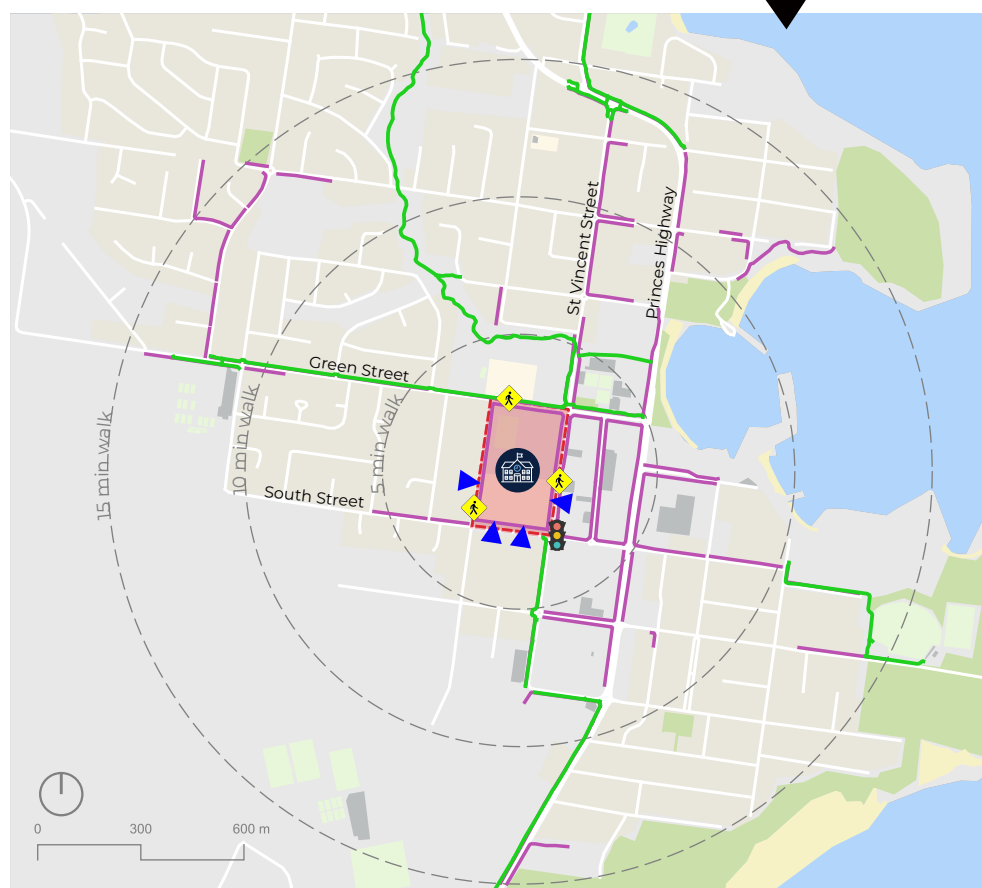 St Vincent Street
Princes Highway
Green Street
15 min walk
10 min walk
5 min walk
South Street
0
300
600 m